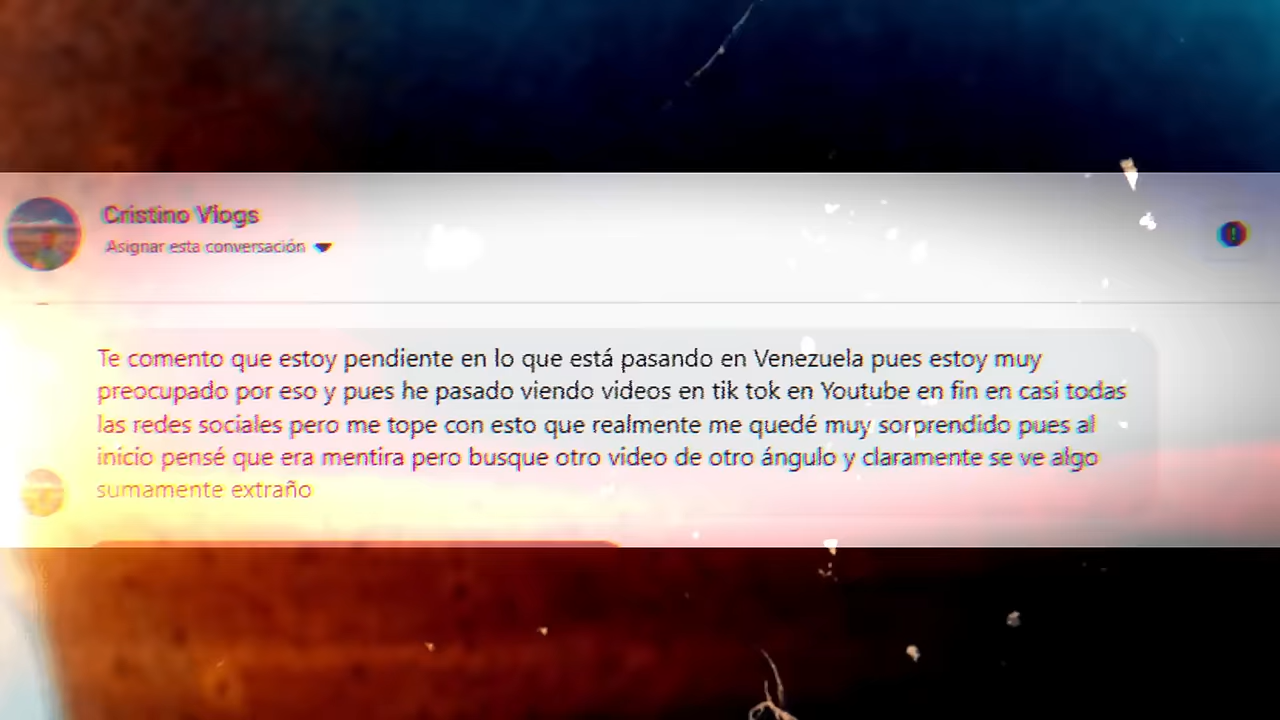 Cristino Vlogs
Asignar esta conversación
Te comento que estoy pendiente en lo que está pasando en Venezuela pues estoy muy
preocupado por eso y pues he pasado viendo videos en tik tok en Youtube en fin en casi todas
las redes sociales pero me tope con esto que realmente me quedé muy sorprendido pues al
inicio pensé que era mentira pero busque otro video de otro ángulo y claramente se ve algo
sumamente extraño